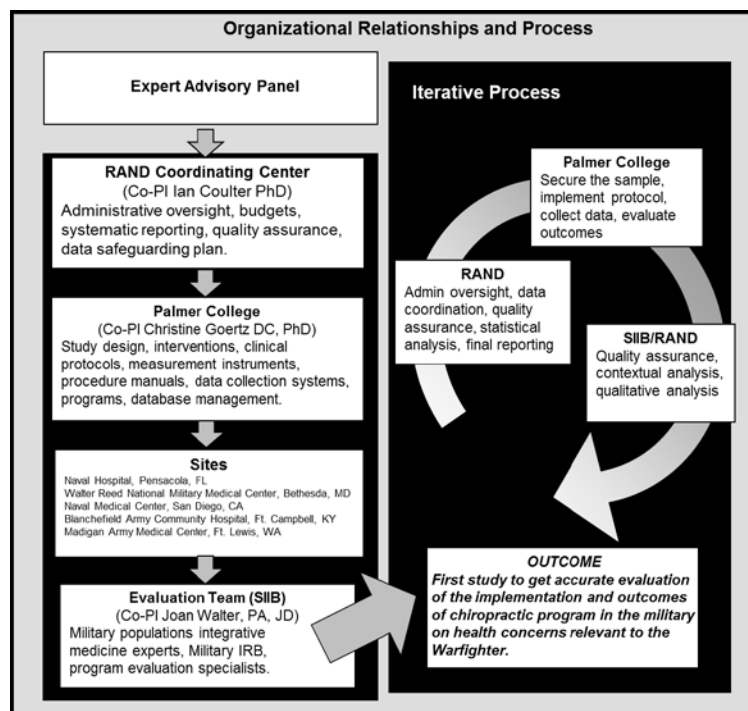 Organizational Relationships and Process
Expert Advisory Panel
RAND Coordinating Center
(Co-PI Ian Coulter PhD)
Administrative oversight, budgets,
systematic reporting, quality assurance,
data safeguarding plan.
Palmer College
(Co-PI Christine Goertz DC, PhD)
Study design, interventions, clinical
protocols, measurement instruments,
procedure manuals, data collection systems,
programs, database management.
Sites
Naval Hospital, Pensacola, FL
Walter Reed National Military Medical Center, Bethesda, MD
Naval Medical Center, San Diego, CA
Blanchefield Army Community Hospital, Ft. Campbell, KY
Madigan Army Medical Center, Ft. Lewis, WA
Evaluation Team (SIIB)
(Co-PI Joan Walter, PA, JD)
Military populations integrative
medicine experts, Military IRB,
program evaluation specialists.
Iterative Process
Palmer College
Secure the sample,
implement protocol,
collect data, evaluate
outcomes
RAND
Admin oversight, data
coordination, quality
assurance, statistical
analysis, final reporting
SIIB/RAND
Quality assurance,
contextual analysis,
qualitative analysis
OUTCOME
First study to get accurate evaluation
of the implementation and outcomes
of chiropractic program in the military
on health concerns relevant to the
Warfighter.